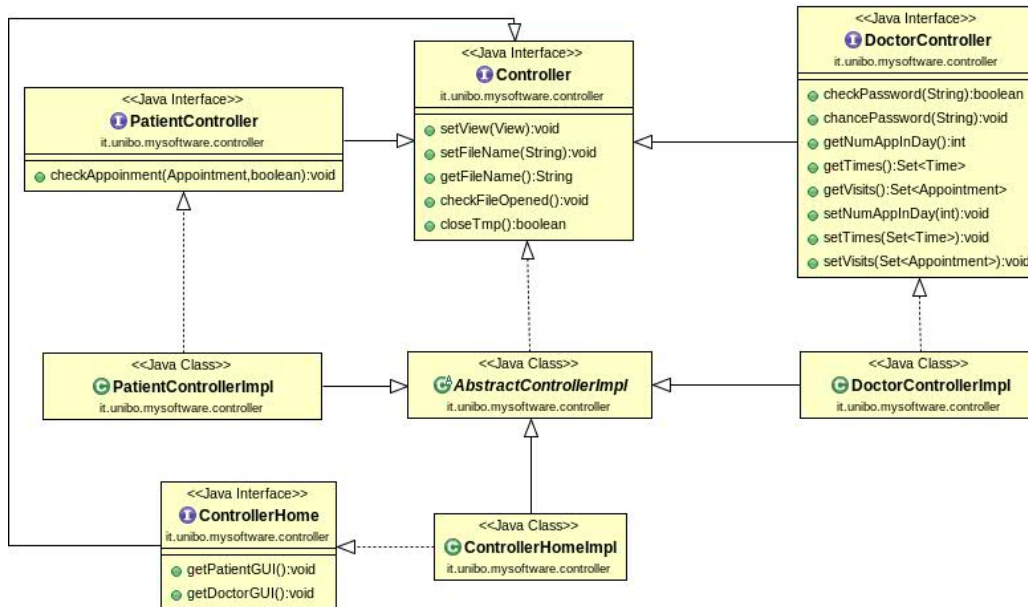 <<Java Interface>>
Controller
it.unibo.mysoftware.controller
setView(View):void
setFileName(String):void
getFileName():String
checkFileOpened():void
closeTmp():boolean
<<Java Interface>>
DoctorController
it.unibo.mysoftware.controller
checkPassword(String):boolean
chancePassword(String):void
getNumAppInDay():int
getTimes():Set<Time>
getVisits():Set<Appointment>
setNumAppInDay(int):void
setTimes(Set<Time>):void
setVisits(Set<Appointment>):void
<<Java Interface>>
PatientController
it.unibo.mysoftware.controller
checkAppoinment(Appointment,boolean):void
<<Java Class>>
PatientControllerImpl
it.unibo.mysoftware.controller
<<Java Class>>
AbstractControllerImpl
it.unibo.mysoftware.controller
<<Java Class>>
DoctorControllerImpl
it.unibo.mysoftware.controller
<<Java Interface>>
ControllerHome
it.unibo.mysoftware.controller
getPatientGUI():void
getDoctorGUI():void
<<Java Class>>
ControllerHomeImpl
it.unibo.mysoftware.controller